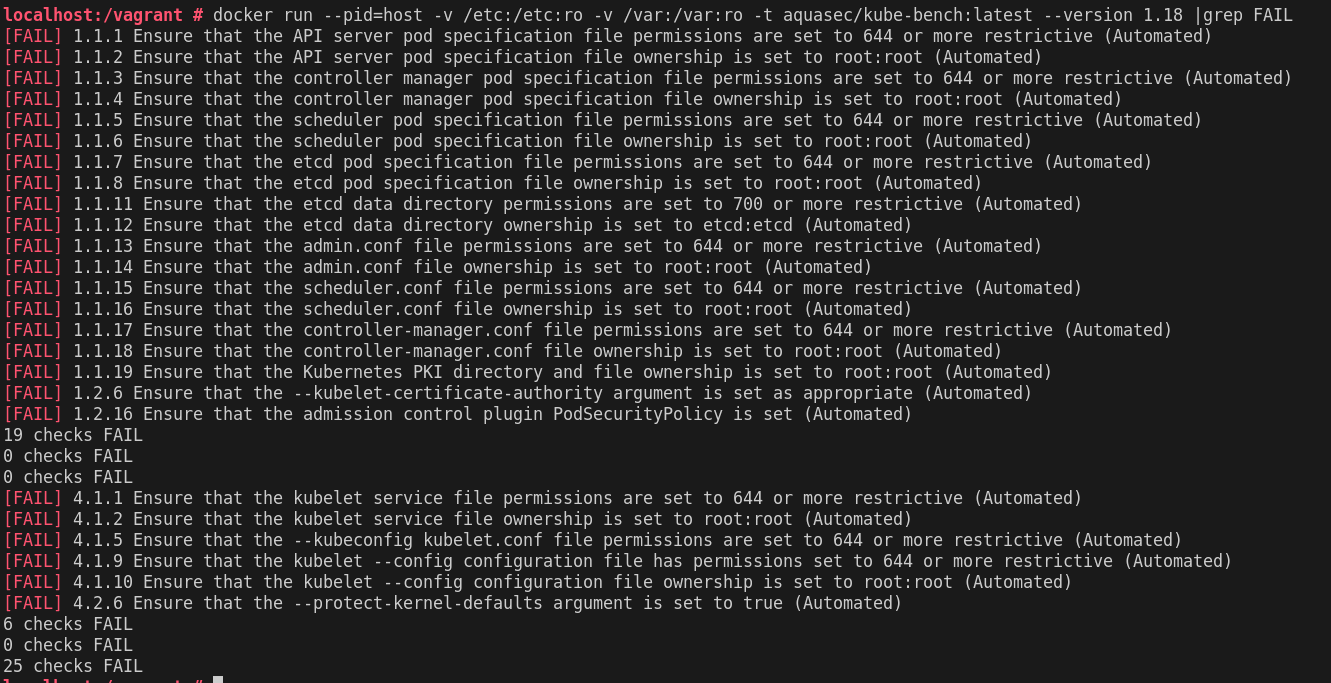 localhost:/vagrant # docker run --pid=host -v /etc:/etc:ro -v /var:/var:ro -t aquasec/kube-bench:latest --version 1.18 |grep FAIL
[FAIL] 1.1.1 Ensure that the API server pod specification file permissions are set to 644 or more restrictive (Automated)
[FAIL] 1.1.2 Ensure that the API server pod specification file ownership is set to root:root (Automated)
[FAIL] 1.1.3 Ensure that the controller manager pod specification file permissions are set to 644 or more restrictive (Automated)
[FAIL] 1.1.4 Ensure that the controller manager pod specification file ownership is set to root:root (Automated)
[FAIL] 1.1.5 Ensure that the scheduler pod specification file permissions are set to 644 or more restrictive (Automated)
[FAIL] 1.1.6 Ensure that the scheduler pod specification file ownership is set to root:root (Automated)
[FAIL] 1.1.7 Ensure that the etcd pod specification file permissions are set to 644 or more restrictive (Automated)
[FAIL] 1.1.8 Ensure that the etcd pod specification file ownership is set to root:root (Automated)
[FAIL] 1.1.11 Ensure that the etcd data directory permissions are set to 700 or more restrictive (Automated)
[FAIL] 1.1.12 Ensure that the etcd data directory ownership is set to etcd:etcd (Automated)
[FAIL] 1.1.13 Ensure that the admin.conf file permissions are set to 644 or more restrictive (Automated)
[FAIL] 1.1.14 Ensure that the admin.conf file ownership is set to root:root (Automated)
[FAIL] 1.1.15 Ensure that the scheduler.conf file permissions are set to 644 or more restrictive (Automated)
[FAIL] 1.1.16 Ensure that the scheduler.conf file ownership is set to root:root (Automated)
[FAIL] 1.1.17 Ensure that the controller-manager.conf file permissions are set to 644 or more restrictive (Automated)
[FAIL] 1.1.18 Ensure that the controller-manager.conf file ownership is set to root:root (Automated)
[FAIL] 1.1.19 Ensure that the Kubernetes PKI directory and file ownership is set to root:root (Automated)
[FAIL] 1.2.6 Ensure that the --kubelet-certificate-authority argument is set as appropriate (Automated)
[FAIL] 1.2.16 Ensure that the admission control plugin PodSecurityPolicy is set (Automated)
19 checks FAIL
0 checks FAIL
0 checks FAIL
[FAIL] 4.1.1 Ensure that the kubelet service file permissions are set to 644 or more restrictive (Automated)
[FAIL] 4.1.2 Ensure that the kubelet service file ownership is set to root:root (Automated)
[FAIL] 4.1.5 Ensure that the --kubeconfig kubelet.conf file permissions are set to 644 or more restrictive (Automated)
[FAIL] 4.1.9 Ensure that the kubelet --config configuration file has permissions set to 644 or more restrictive (Automated)
[FAIL] 4.1.10 Ensure that the kubelet --config configuration file ownership is set to root:root (Automated)
[FAIL] 4.2.6 Ensure that the --protect-kernel-defaults argument is set to true (Automated)
6 checks FAIL
0 checks FAIL
25 checks FAIL